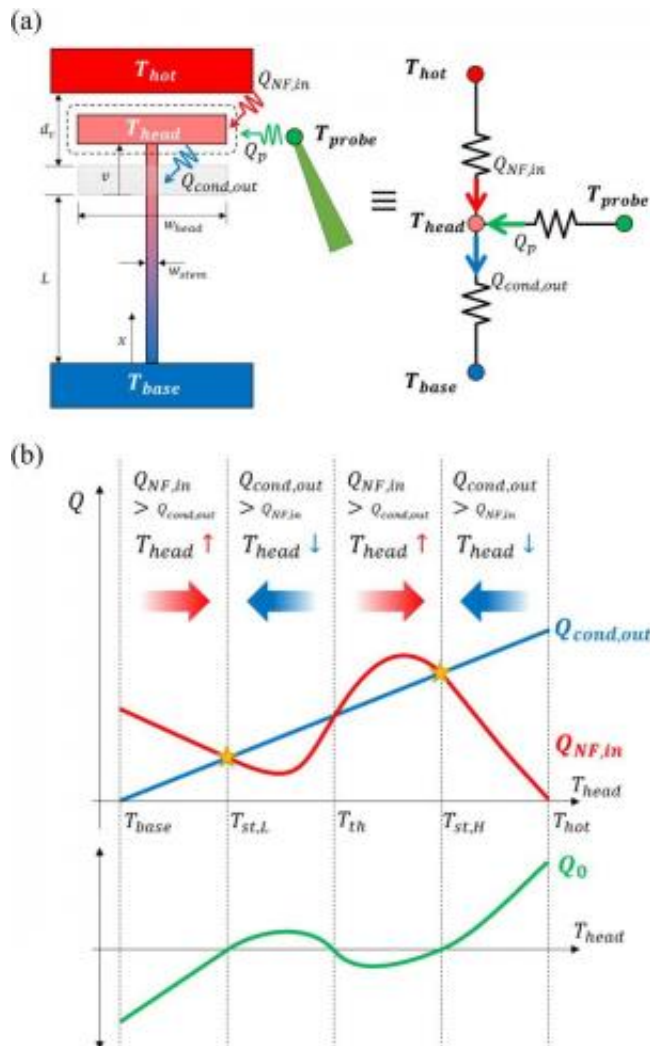 (a)
T_hot
Q_NF,in
T_head
T_probe
Q_p
Q_cond,out
v
w_head
L
w_stem
x
T_base
≡
T_hot
Q_NF,in
T_probe
T_head
Q_p
Q_cond,out
T_base
(b)
Q
Q_NF,in
> Q_cond,out
T_head ↑
Q_cond,out
> Q_NF,in
T_head ↓
Q_NF,in
> Q_cond,out
T_head ↑
Q_cond,out
> Q_NF,in
T_head ↓
Q_cond,out
Q_NF,in
T_head
T_base
T_st,L
T_th
T_st,H
T_hot
Q_0
T_head